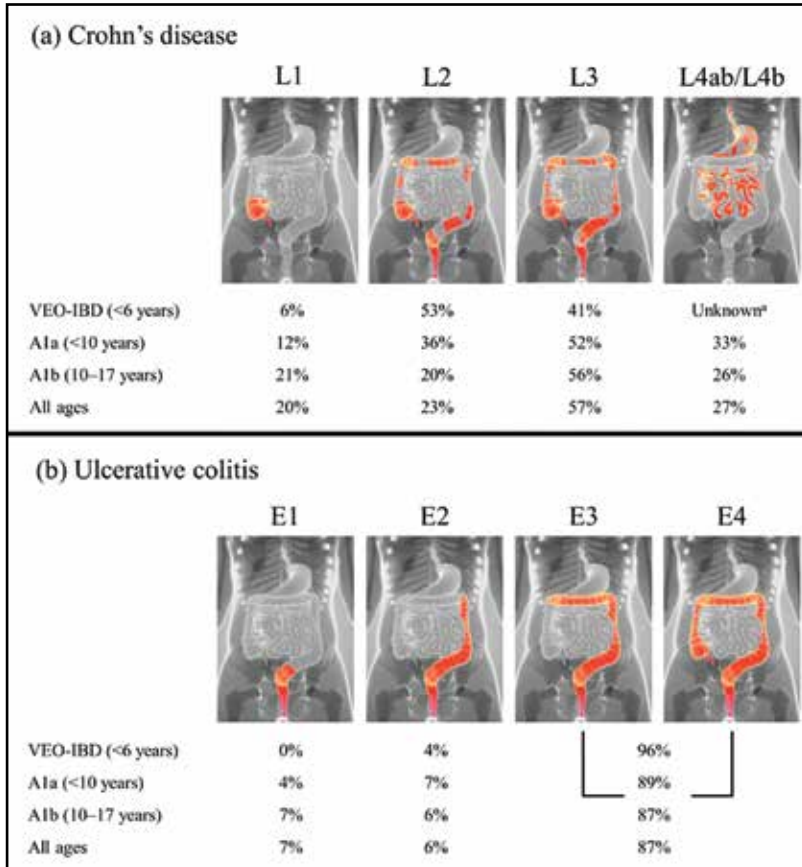 (a) Crohn's disease
L1 L2 L3 L4ab/L4b
VEO-IBD (<6 years) 6% 53% 41% Unknownᵃ
A1a (<10 years) 12% 36% 52% 33%
A1b (10–17 years) 21% 20% 56% 26%
All ages 20% 23% 57% 27%
(b) Ulcerative colitis
E1 E2 E3 E4
VEO-IBD (<6 years) 0% 4% 96%
A1a (<10 years) 4% 7% 89%
A1b (10–17 years) 7% 6% 87%
All ages 7% 6% 87%